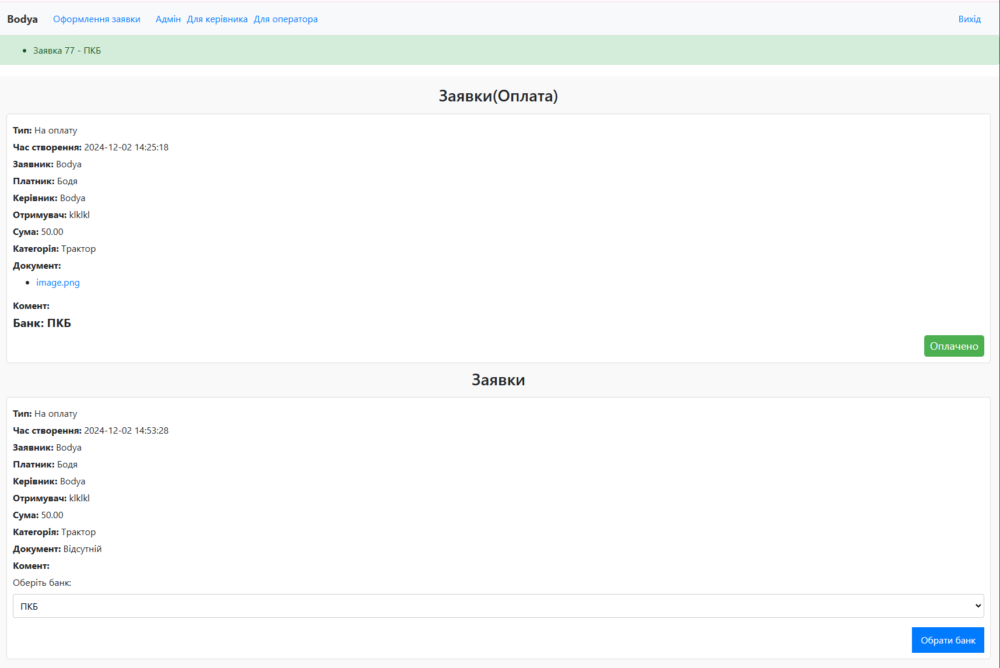 Bodya Оформлення заявки Адмін Для керівника Для оператора Вихід
Заявка 77 - ПКБ
Заявки(Оплата)
Тип: На оплату
Час створення: 2024-12-02 14:25:18
Заявник: Bodya
Платник: Бодя
Керівник: Bodya
Отримувач: klklkl
Сума: 50.00
Категорія: Трактор
Документ:
image.png
Комент:
Банк: ПКБ
Оплачено
Заявки
Тип: На оплату
Час створення: 2024-12-02 14:53:28
Заявник: Bodya
Платник: Бодя
Керівник: Bodya
Отримувач: klklkl
Сума: 50.00
Категорія: Трактор
Документ: Відсутній
Комент:
Оберіть банк:
ПКБ
Обрати банк